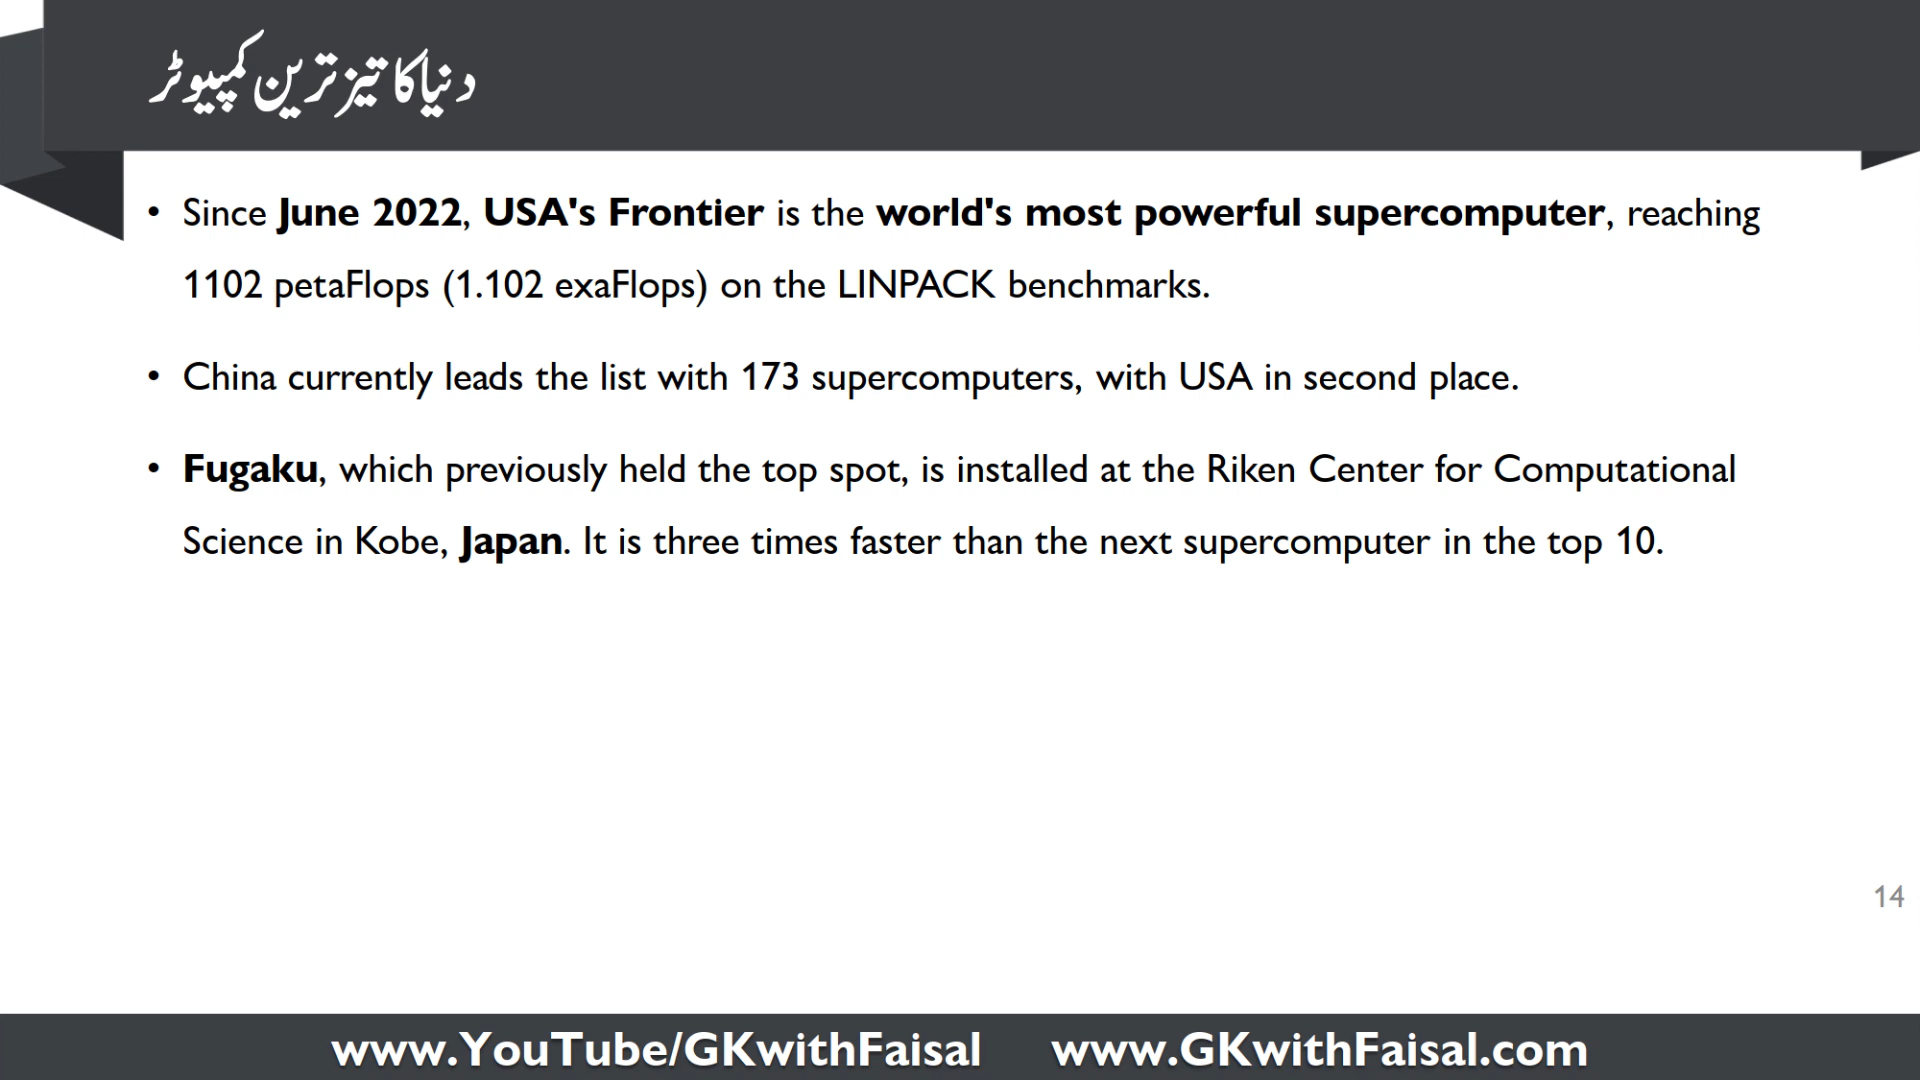 دنیا کا تیز ترین کمپیوٹر
• Since June 2022, USA's Frontier is the world's most powerful supercomputer, reaching
1102 petaFlops (1.102 exaFlops) on the LINPACK benchmarks.
• China currently leads the list with 173 supercomputers, with USA in second place.
• Fugaku, which previously held the top spot, is installed at the Riken Center for Computational
Science in Kobe, Japan. It is three times faster than the next supercomputer in the top 10.
14
www.YouTube/GKwithFaisal www.GKwithFaisal.com